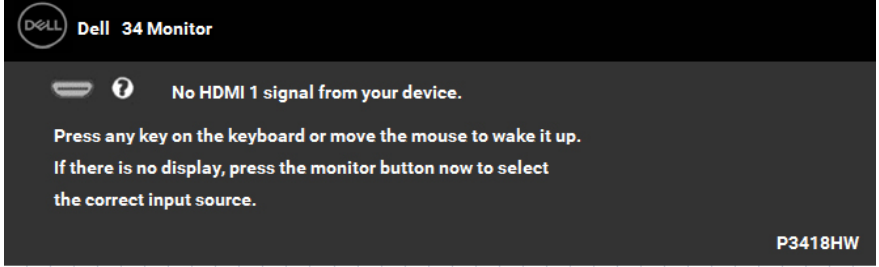 DELL
Dell 34 Monitor
? No HDMI 1 signal from your device.
Press any key on the keyboard or move the mouse to wake it up.
If there is no display, press the monitor button now to select
the correct input source.
P3418HW